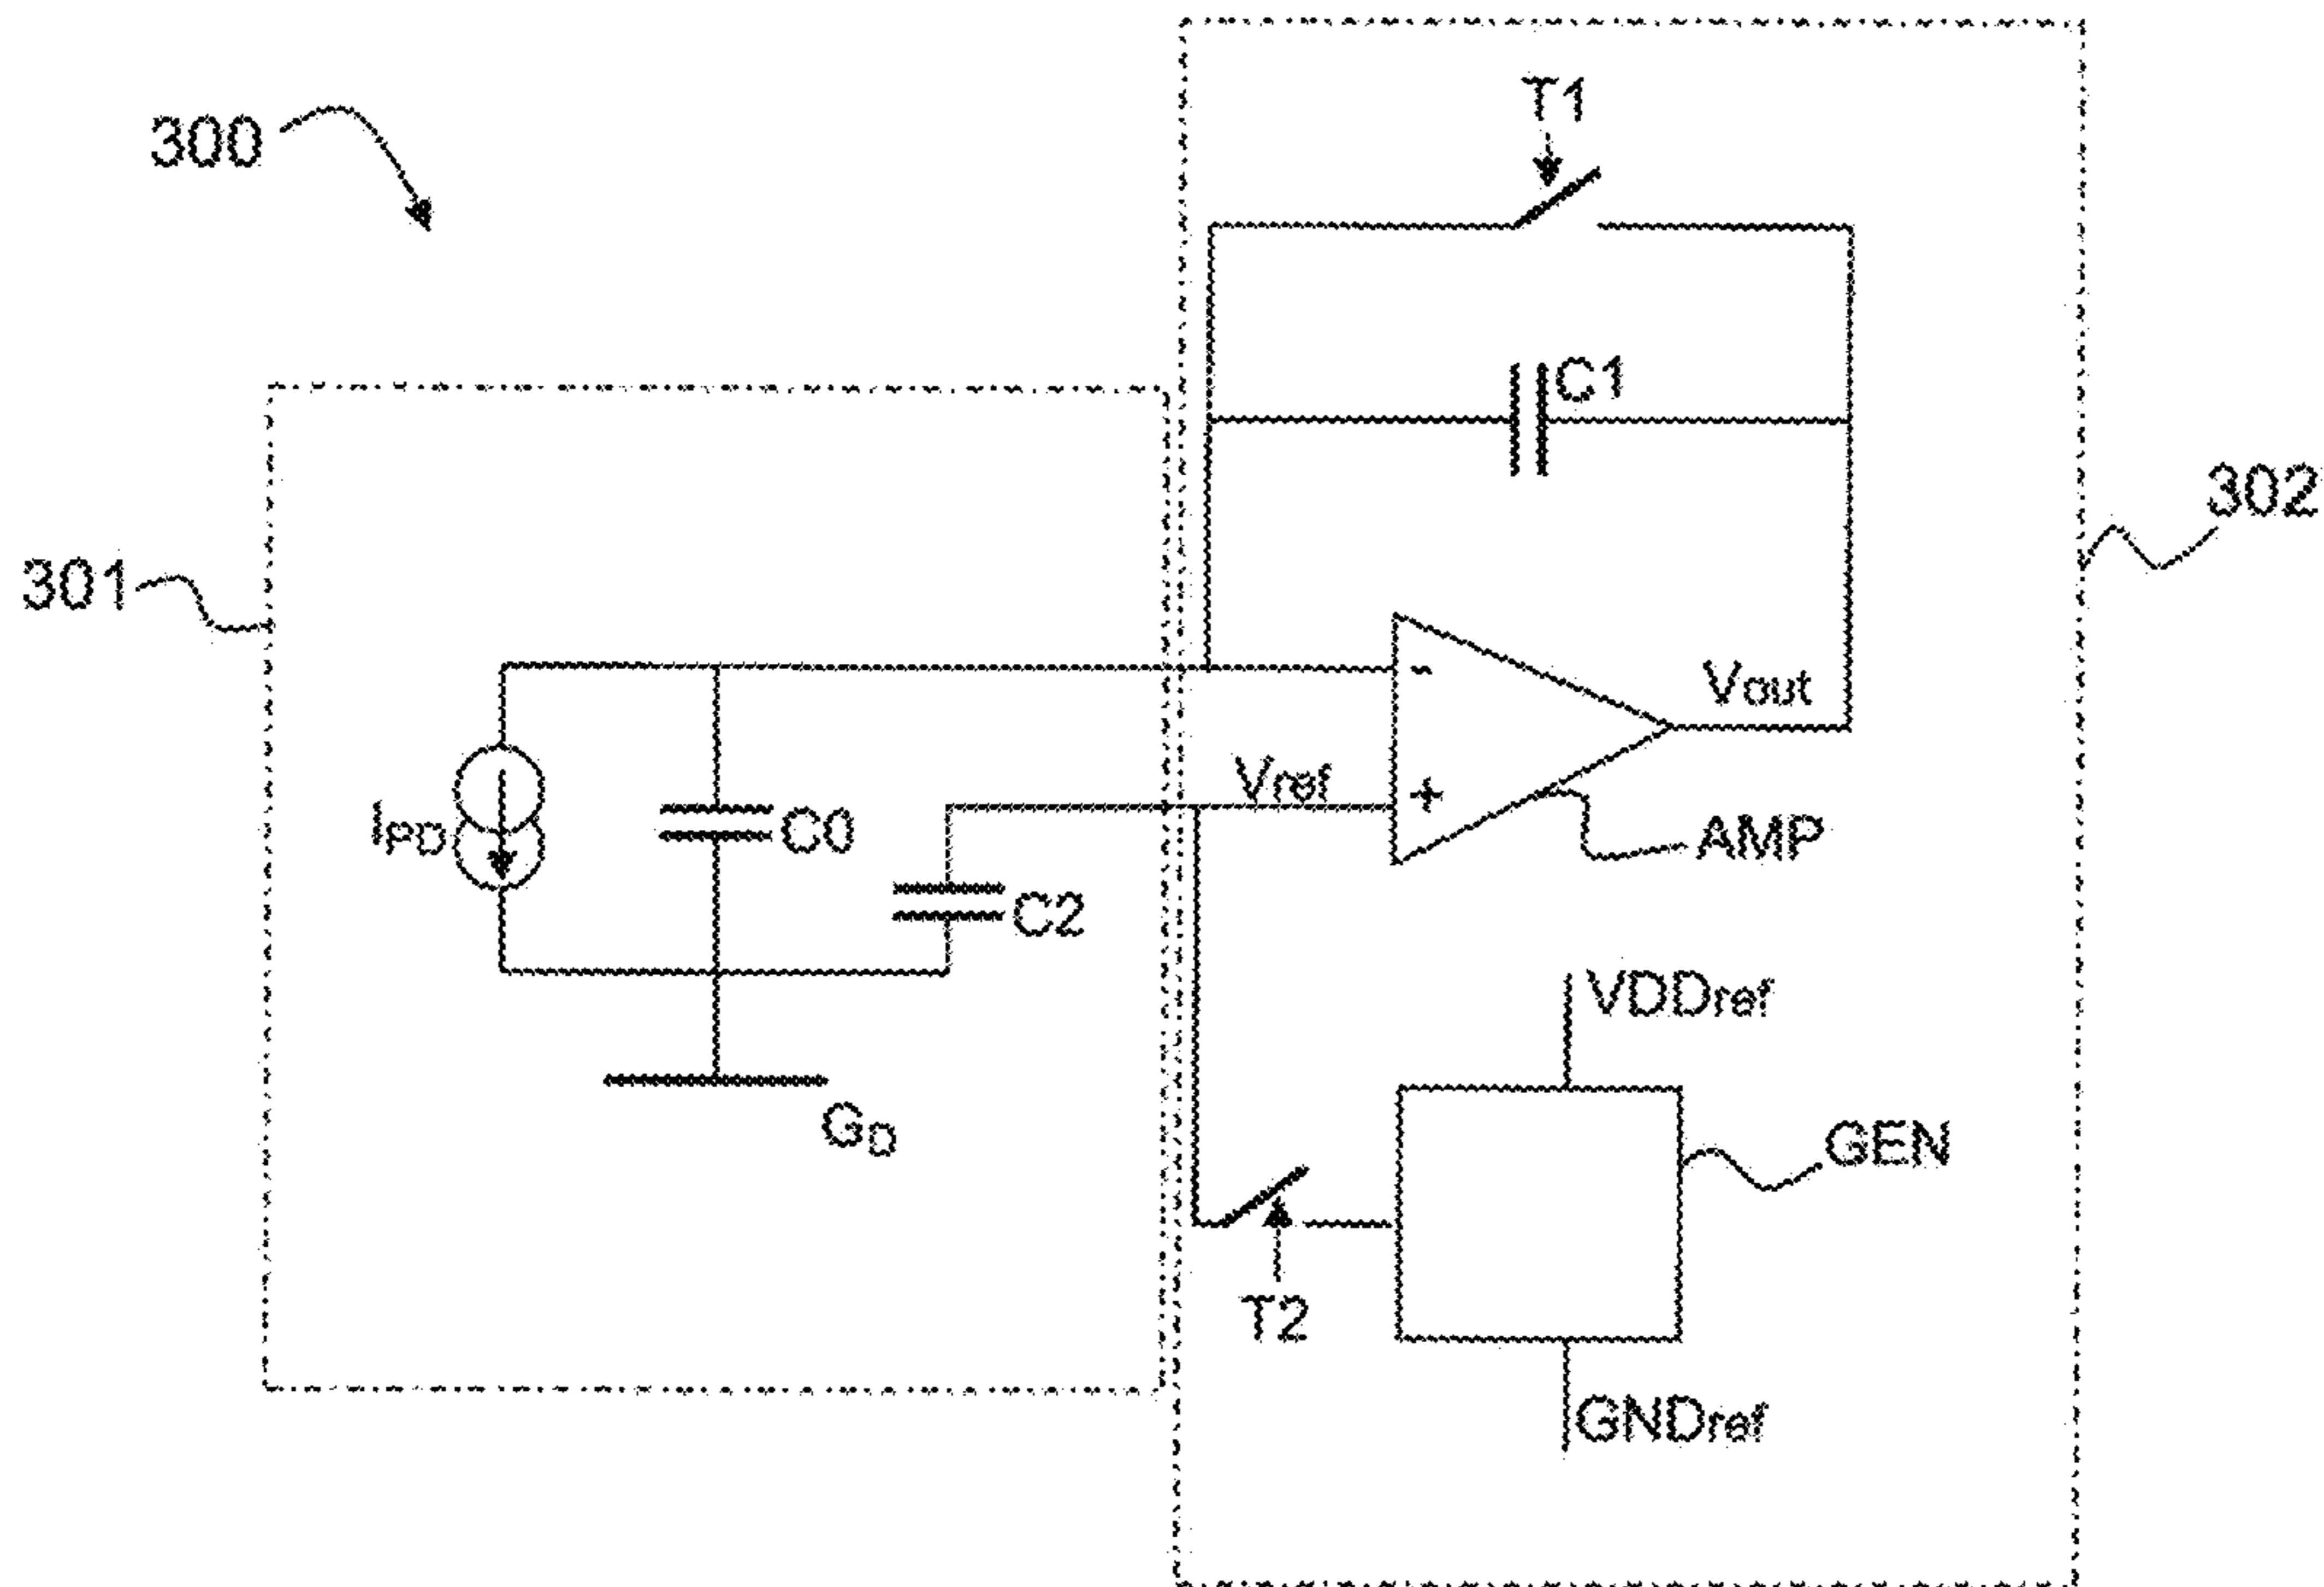 300
T1
C1
302
301
Vout
Vref
-
+
IPD
C0
AMP
C2
VDDref
GD
GEN
T2
GNDref